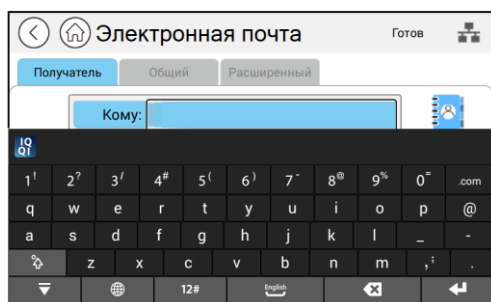 Электронная почта Готов
Получатель Общий Расширенный
Кому:
IQQI
1! 2? 3/ 4# 5( 6) 7- 8@ 9% 0= .com
q w e r t y u i o p @
a s d f g h j k l _ -
z x c v b n m ,; .
12# English